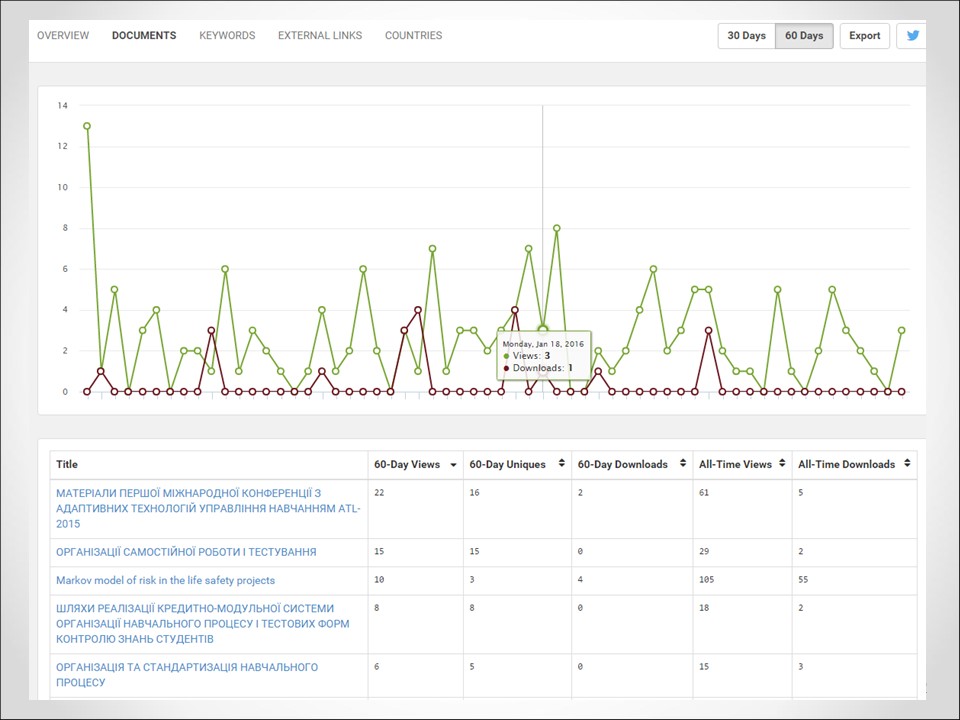 OVERVIEW DOCUMENTS KEYWORDS EXTERNAL LINKS COUNTRIES 30 Days 60 Days Export
14
12
10
8
6
4
2
0
Monday, Jan 18, 2016
Views: 3
Downloads: 1
Title 60-Day Views 60-Day Uniques 60-Day Downloads All-Time Views All-Time Downloads
МАТЕРІАЛИ ПЕРШОЇ МІЖНАРОДНОЇ КОНФЕРЕНЦІЇ З 22 16 2 61 5
АДАПТИВНИХ ТЕХНОЛОГІЙ УПРАВЛІННЯ НАВЧАННЯМ ATL-
2015
ОРГАНІЗАЦІЇ САМОСТІЙНОЇ РОБОТИ І ТЕСТУВАННЯ 15 15 0 29 2
Markov model of risk in the life safety projects 10 3 4 105 55
ШЛЯХИ РЕАЛІЗАЦІЇ КРЕДИТНО-МОДУЛЬНОЇ СИСТЕМИ 8 8 0 18 2
ОРГАНІЗАЦІЇ НАВЧАЛЬНОГО ПРОЦЕСУ І ТЕСТОВИХ ФОРМ
КОНТРОЛЮ ЗНАНЬ СТУДЕНТІВ
ОРГАНІЗАЦІЯ ТА СТАНДАРТИЗАЦІЯ НАВЧАЛЬНОГО 6 5 0 15 3
ПРОЦЕСУ